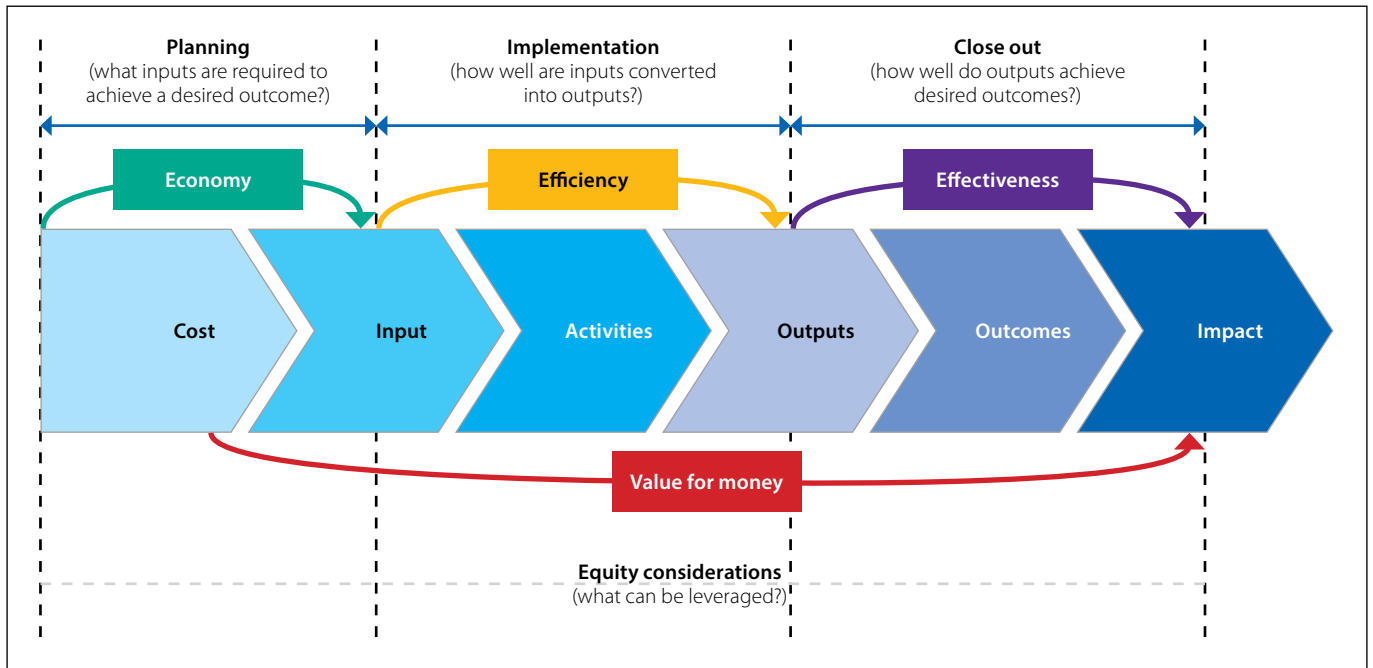 Planning
(what inputs are required to
achieve a desired outcome?)
Implementation
(how well are inputs converted
into outputs?)
Close out
(how well do outputs achieve
desired outcomes?)
Economy
Efficiency
Effectiveness
Cost
Input
Activities
Outputs
Outcomes
Impact
Value for money
Equity considerations
(what can be leveraged?)